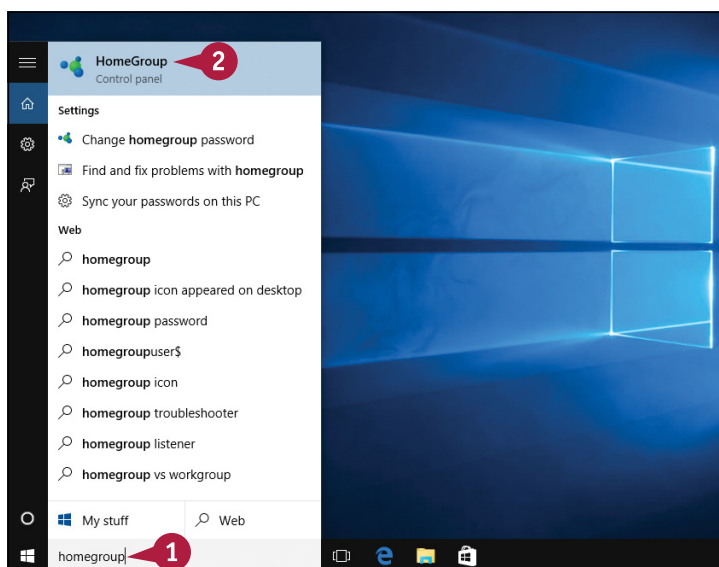 HomeGroup
2
Control panel
Settings
Change homegroup password
Find and fix problems with homegroup
Sync your passwords on this PC
Web
homegroup
homegroup icon appeared on desktop
homegroup password
homegroupuser$
homegroup icon
homegroup troubleshooter
homegroup listener
homegroup vs workgroup
My stuff
Web
homegroup
1